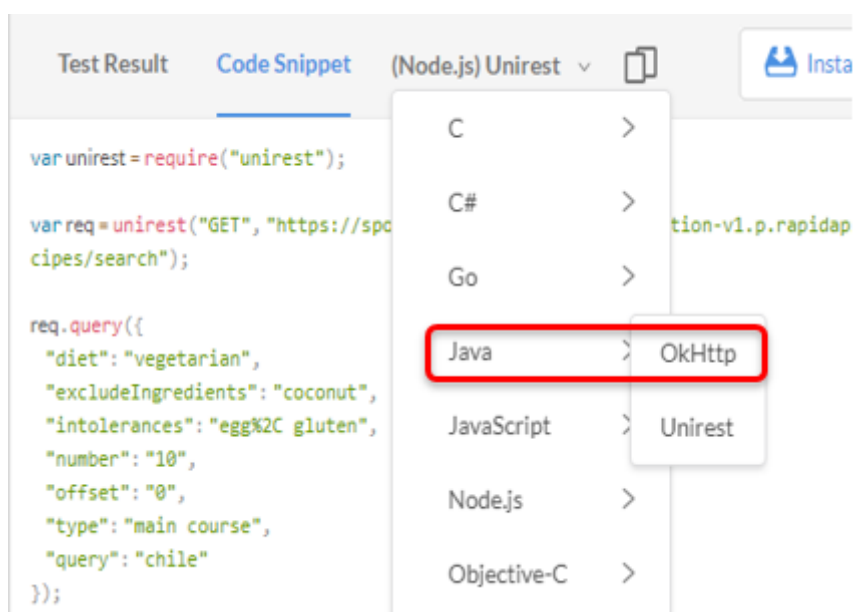 Test Result Code Snippet (Node.js) Unirest Insta
C
var unirest = require("unirest");
C#
var req = unirest("GET", "https://spo tion-v1.p.rapidap
cipes/search");
Go
req.query({
Java OkHttp
"diet": "vegetarian",
"excludeIngredients": "coconut",
"intolerances": "egg%2C gluten", JavaScript Unirest
"number": "10",
"offset": "0", Node.js
"type": "main course",
"query": "chile"
Objective-C
});